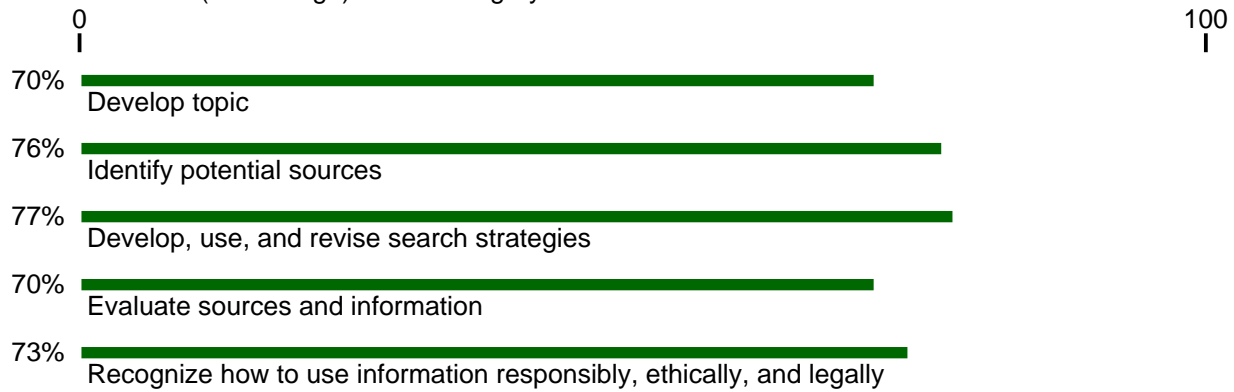 0 100
70%
Develop topic
76%
Identify potential sources
77%
Develop, use, and revise search strategies
70%
Evaluate sources and information
73%
Recognize how to use information responsibly, ethically, and legally